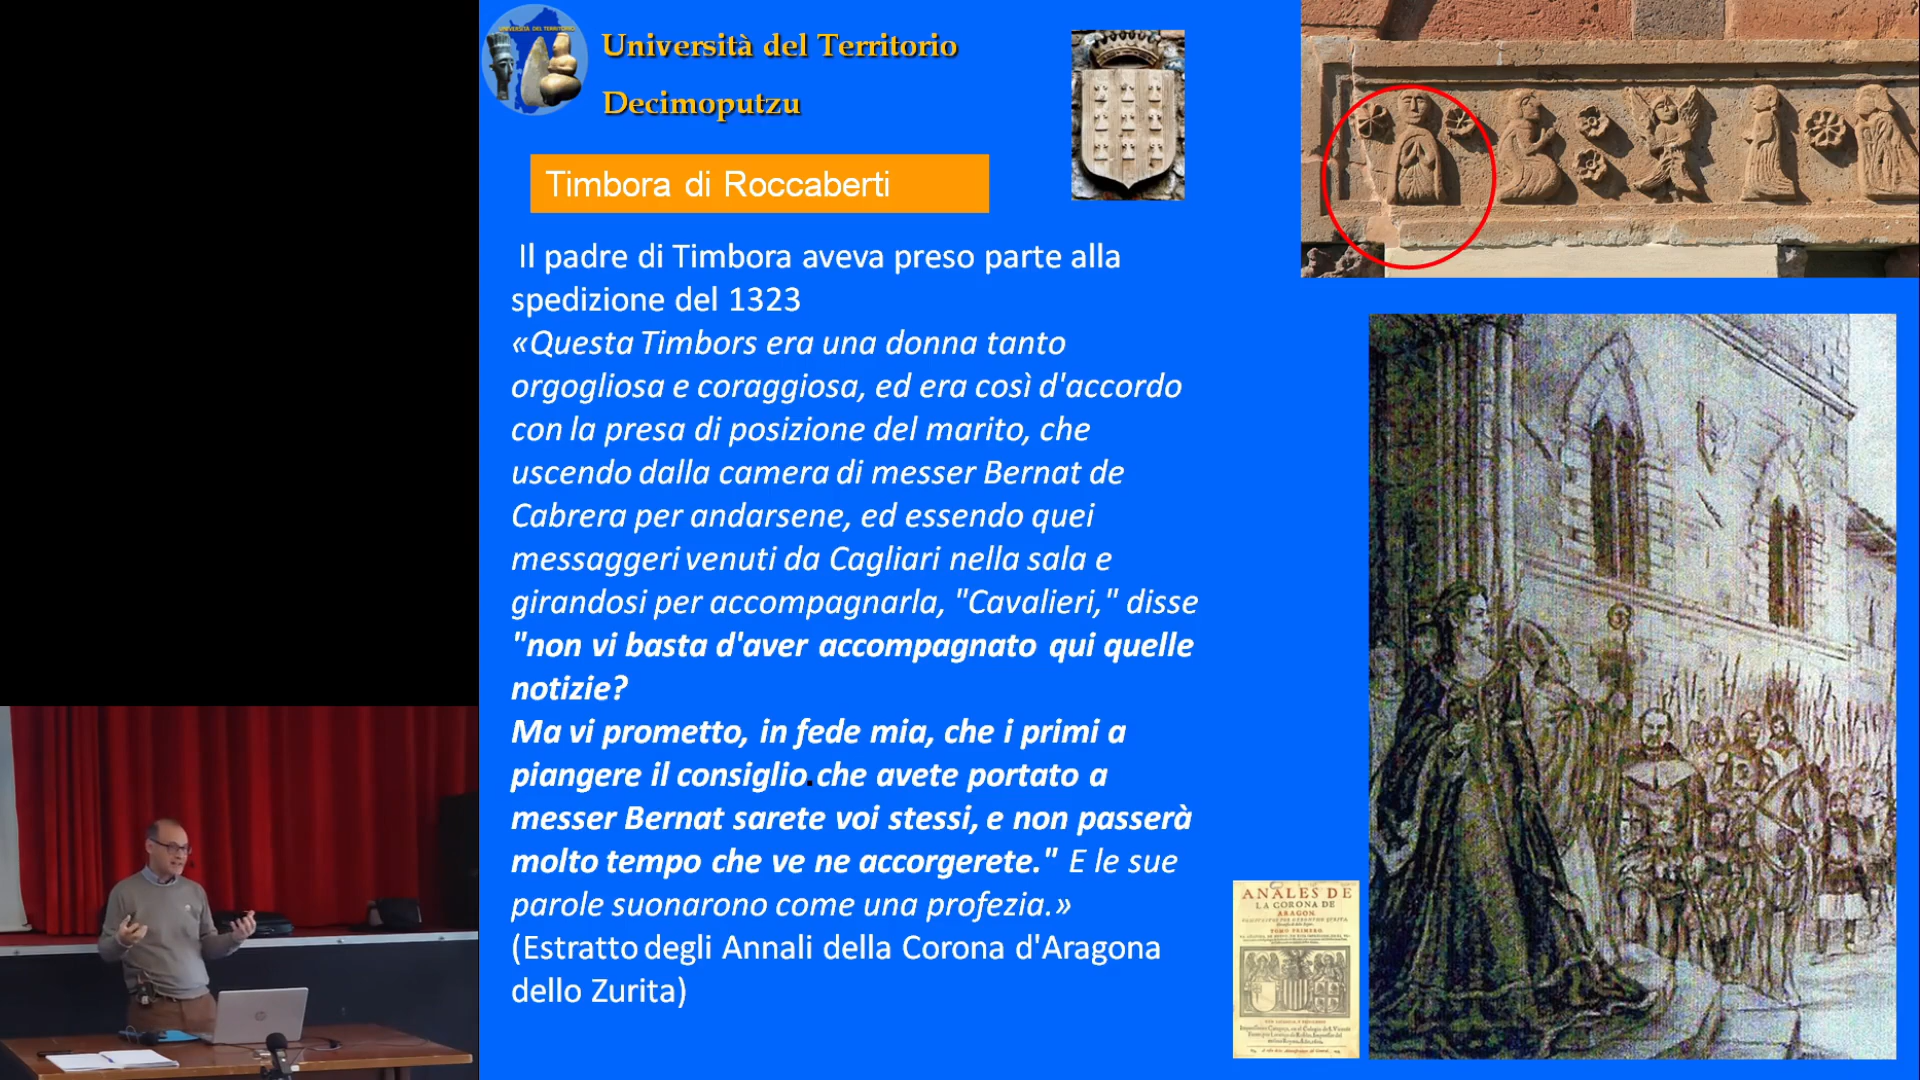 UNIVERSITÀ DEL TERRITORIO
Università del Territorio
Decimoputzu
Timbora di Roccaberti
Il padre di Timbora aveva preso parte alla
spedizione del 1323
«Questa Timbors era una donna tanto
orgogliosa e coraggiosa, ed era così d'accordo
con la presa di posizione del marito, che
uscendo dalla camera di messer Bernat de
Cabrera per andarsene, ed essendo quei
messaggeri venuti da Cagliari nella sala e
girandosi per accompagnarla, "Cavalieri," disse
"non vi basta d'aver accompagnato qui quelle
notizie?
Ma vi prometto, in fede mia, che i primi a
piangere il consiglio.che avete portato a
messer Bernat sarete voi stessi, e non passerà
molto tempo che ve ne accorgerete." E le sue
parole suonarono come una profezia.»
(Estratto degli Annali della Corona d'Aragona
dello Zurita)
ANALES DE
LA CORONA DE
ARAGON
TOMO PRIMERO
hp